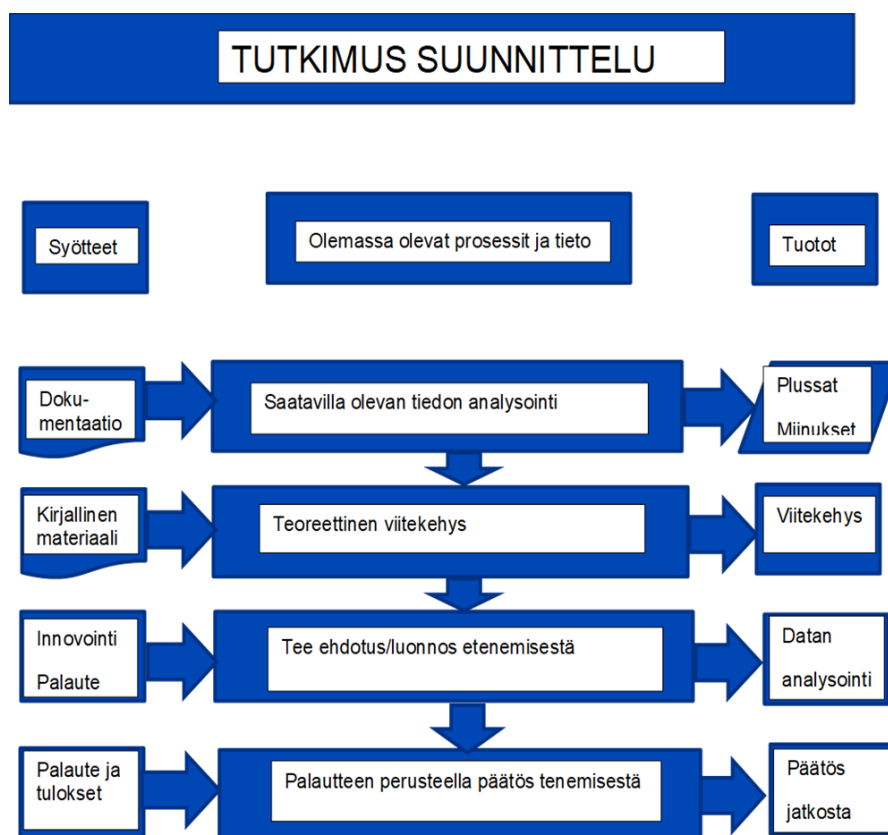 TUTKIMUS SUUNNITTELU
Syötteet
Olemassa olevat prosessit ja tieto
Tuotot
Doku-
mentaatio
Saatavilla olevan tiedon analysointi
Plussat
Miinukset
Kirjallinen
materiaali
Teoreettinen viitekehys
Viitekehys
Innovointi
Palaute
Tee ehdotus/luonnos etenemisestä
Datan
analysointi
Palaute ja
tulokset
Palautteen perusteella päätös tenemisestä
Päätös
jatkosta